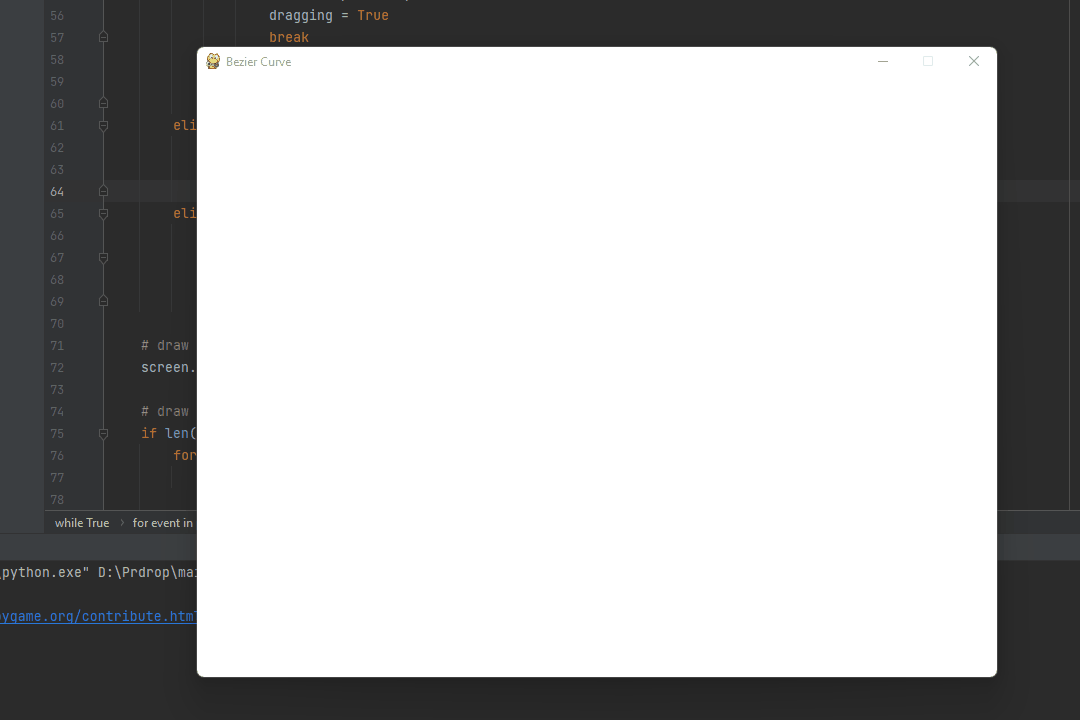 56 dragging = True
57 break
58
Bezier Curve
59
60
61 eli
62
63
64
65 eli
66
67
68
69
70
71 # draw
72 screen.
73
74 # draw
75 if len(
76 for
77
78
while True > for event in
\python.exe" D:\Prdrop\mai
ygame.org/contribute.html